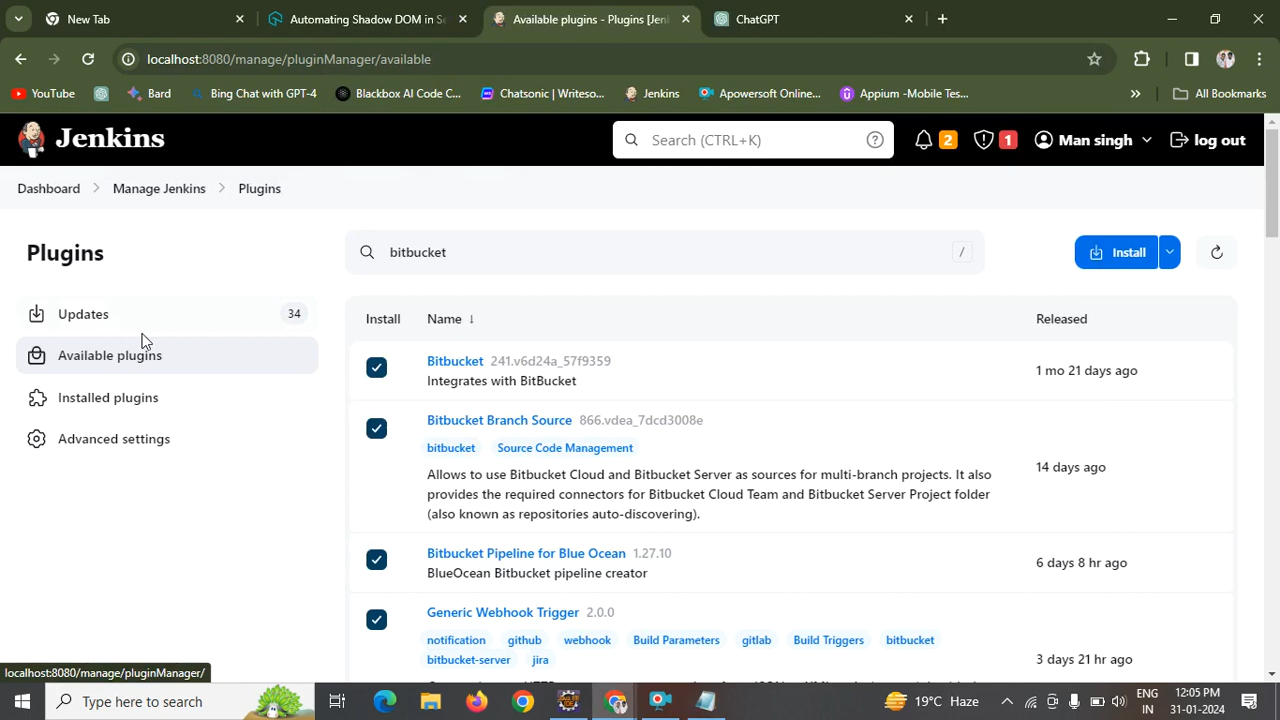 New Tab
Automating Shadow DOM in S
Available plugins - Plugins [Jen
ChatGPT
localhost:8080/manage/pluginManager/available
YouTube
Bard
Bing Chat with GPT-4
Blackbox AI Code C...
Chatsonic | Writeso...
Jenkins
Apowersoft Online...
Appium -Mobile Tes...
All Bookmarks
Jenkins
Search (CTRL+K)
2
1
Man singh
log out
Dashboard
Manage Jenkins
Plugins
Plugins
bitbucket
/
Install
Updates
34
Available plugins
Installed plugins
Advanced settings
Install
Name ↓
Released
Bitbucket 241.v6d24a_57f9359
Integrates with BitBucket
1 mo 21 days ago
Bitbucket Branch Source 866.vdea_7dcd3008e
bitbucket
Source Code Management
Allows to use Bitbucket Cloud and Bitbucket Server as sources for multi-branch projects. It also
provides the required connectors for Bitbucket Cloud Team and Bitbucket Server Project folder
(also known as repositories auto-discovering).
14 days ago
Bitbucket Pipeline for Blue Ocean 1.27.10
BlueOcean Bitbucket pipeline creator
6 days 8 hr ago
Generic Webhook Trigger 2.0.0
notification
github
webhook
Build Parameters
gitlab
Build Triggers
bitbucket
bitbucket-server
jira
3 days 21 hr ago
localhost:8080/manage/pluginManager/
Type here to search
19°C Haze
ENG
IN
12:05 PM
31-01-2024